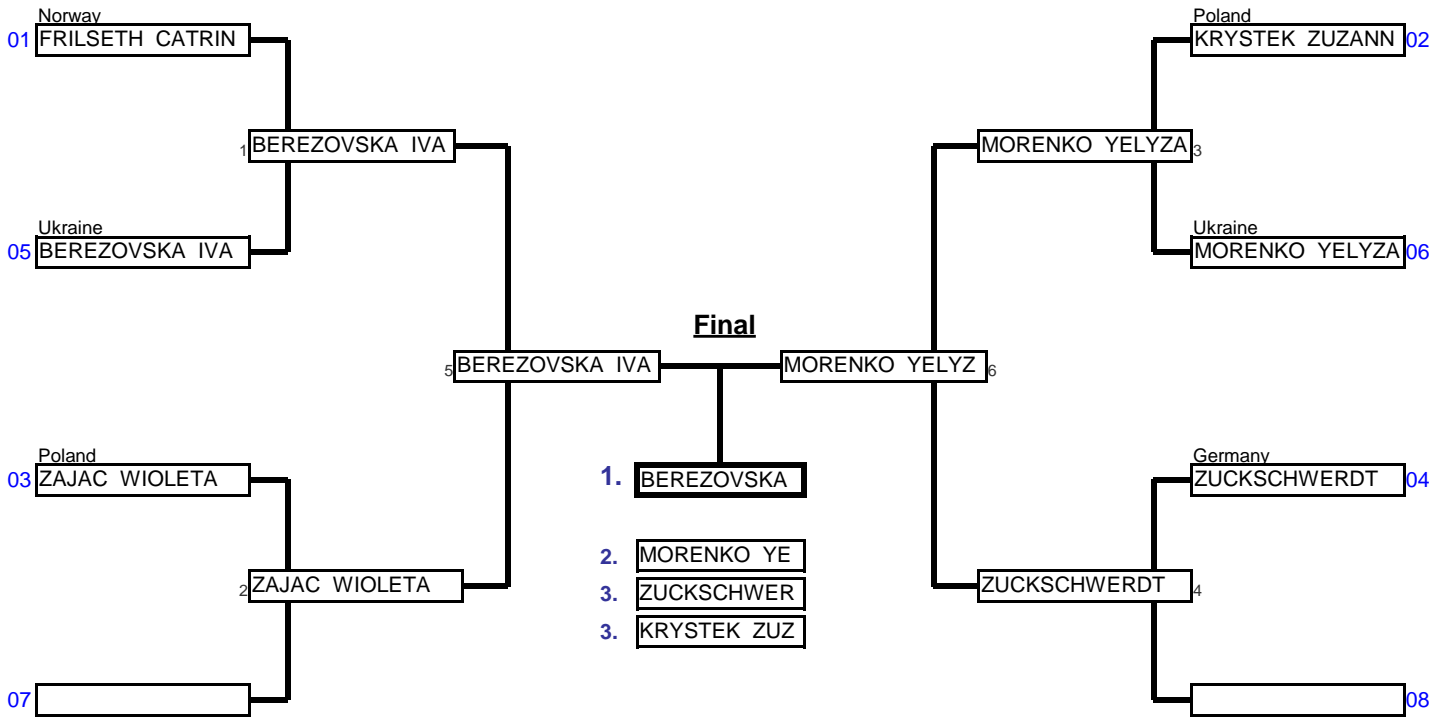 Norway
01 FRILSETH CATRIN
Poland
KRYSTEK ZUZANN 02
1 BEREZOVSKA IVA
MORENKO YELYZA 3
Ukraine
05 BEREZOVSKA IVA
Ukraine
MORENKO YELYZA 06
Final
5 BEREZOVSKA IVA
MORENKO YELYZ 6
Poland
03 ZAJAC WIOLETA
1. BEREZOVSKA
Germany
ZUCKSCHWERDT 04
2. MORENKO YE
2 ZAJAC WIOLETA
3. ZUCKSCHWER
ZUCKSCHWERDT 4
3. KRYSTEK ZUZ
07
08